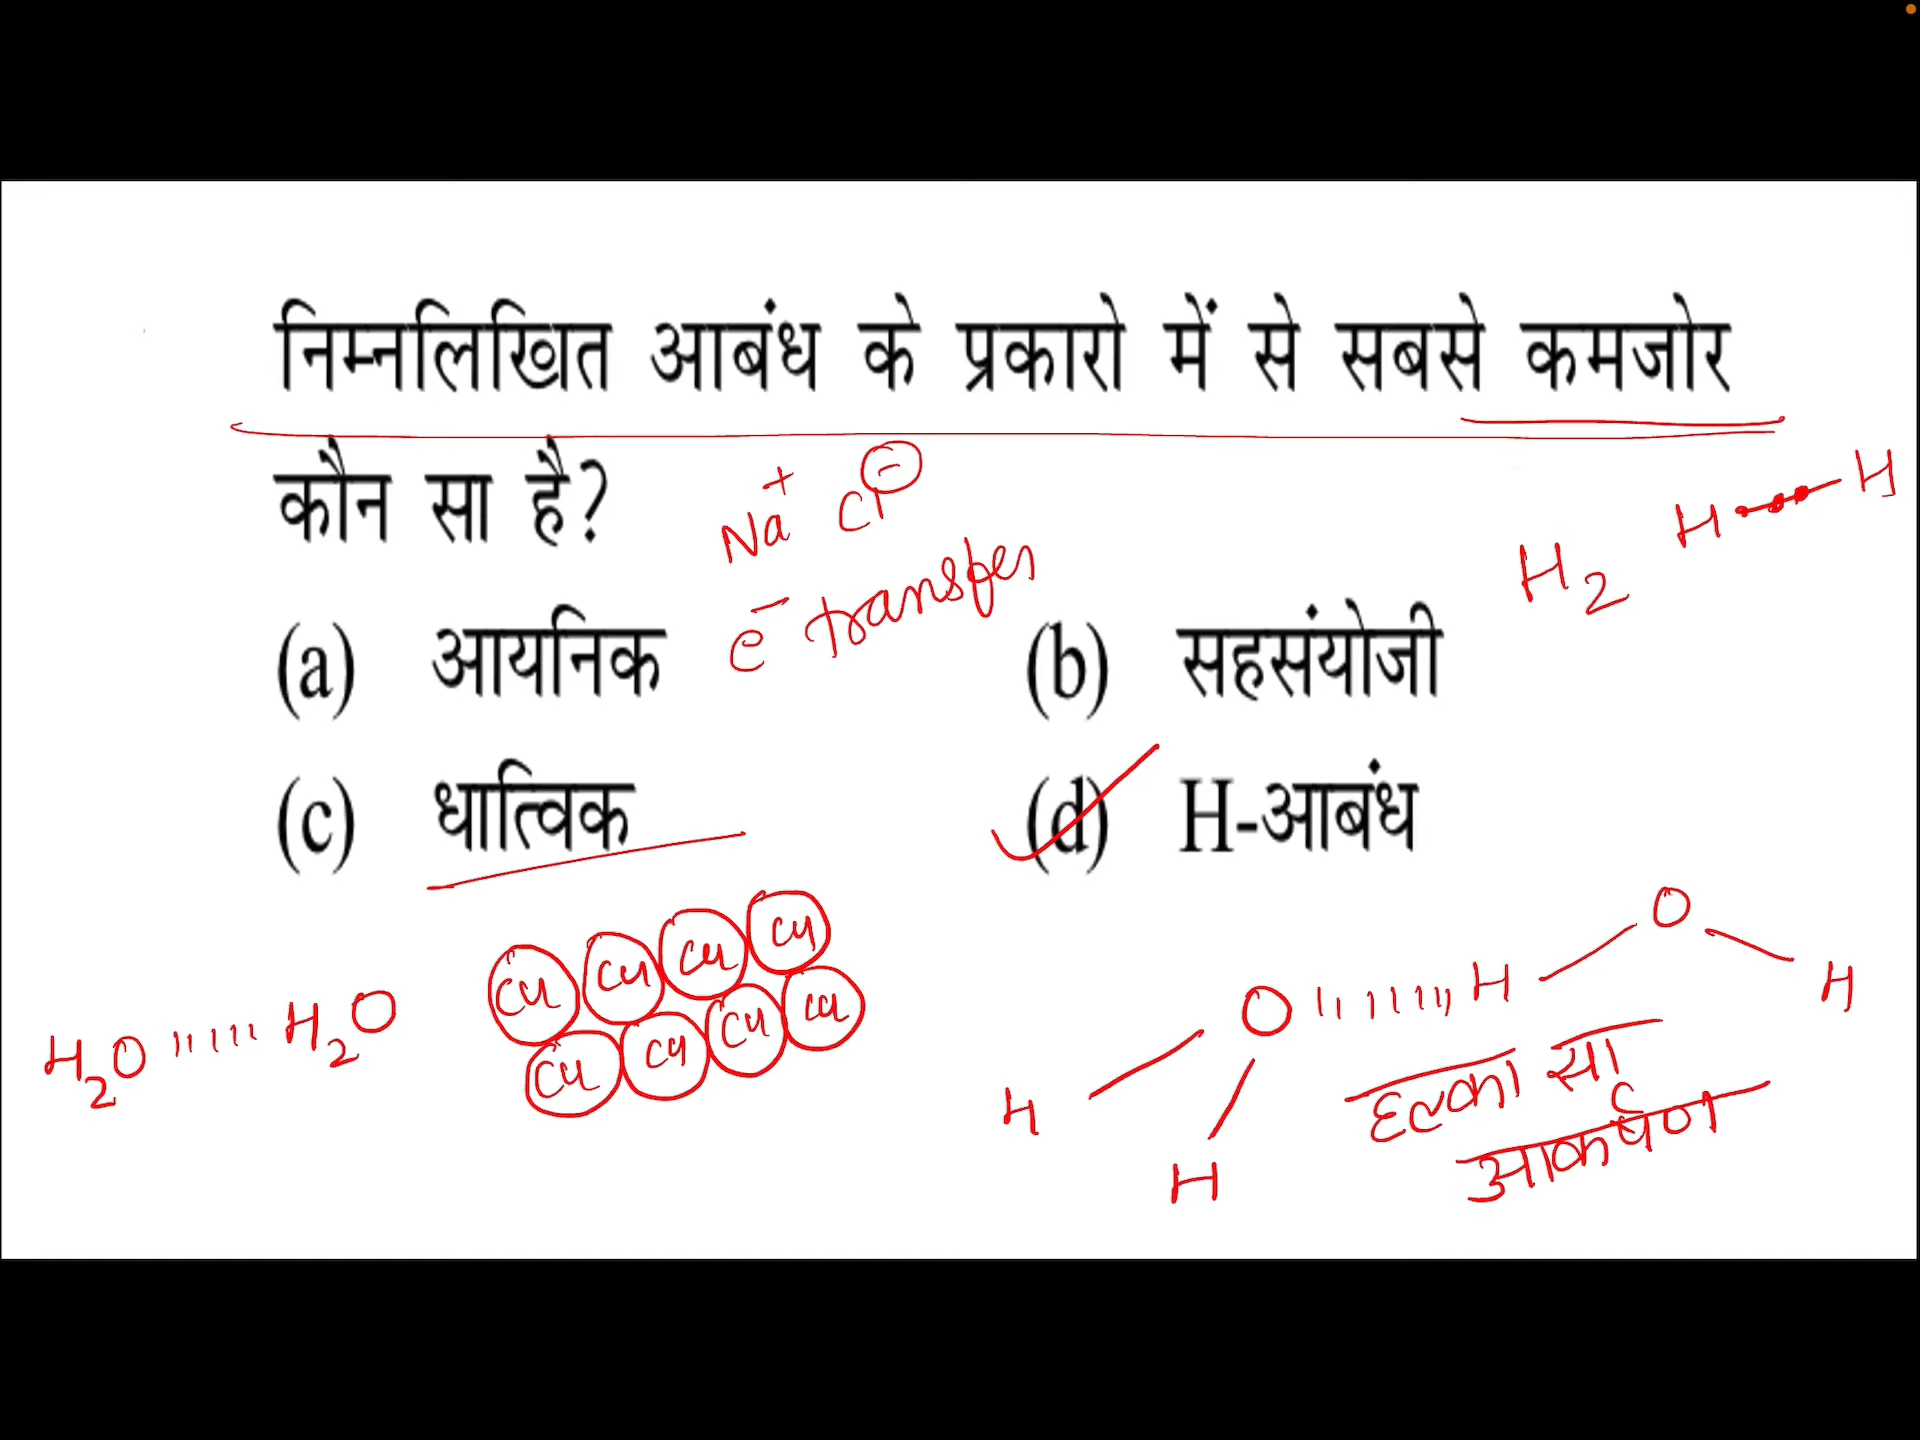 निम्नलिखित आबंध के प्रकारो में से सबसे कमजोर
कौन सा है?
Na+ Cl−
e− transfer
H2 H—H
(a) आयनिक (b) सहसंयोजी
(c) धात्विक (d) H-आबंध
H2O H2O
Cu Cu Cu Cu
Cu Cu Cu Cu
O H O H
H H
हल्का सा
आकर्षण